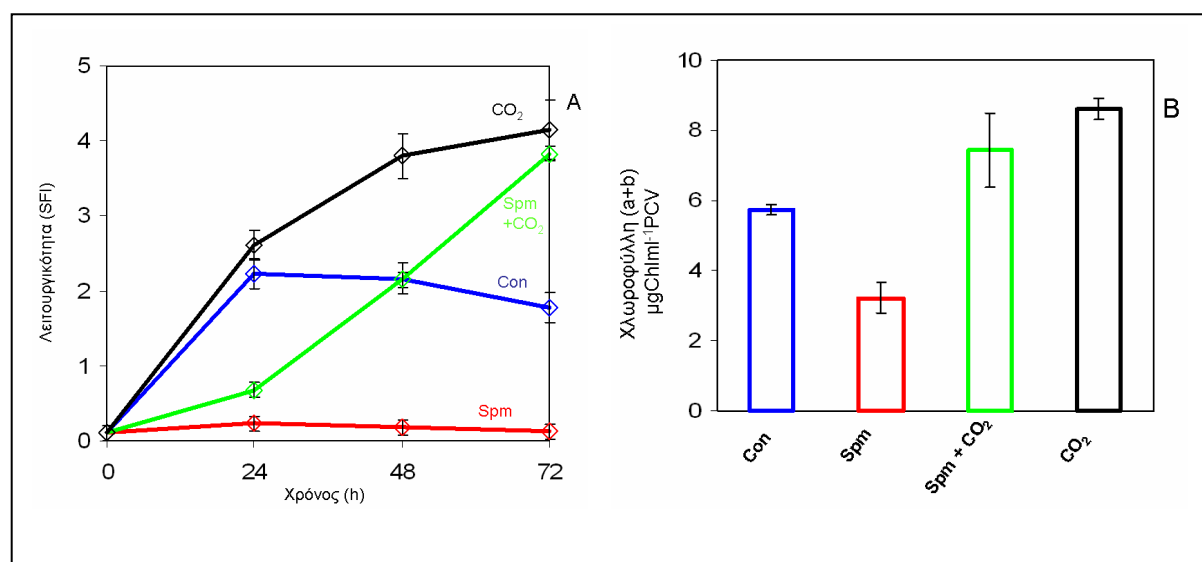 5
4
3
2
1
0
Λειτουργικότητα (SFI)
CO₂
A
Spm
+CO₂
Con
Spm
0
24
48
72
Χρόνος (h)
10
8
6
4
2
0
Χλωροφύλλη (a+b)
μgChlml⁻¹PCV
B
Con
Spm
Spm + CO₂
CO₂